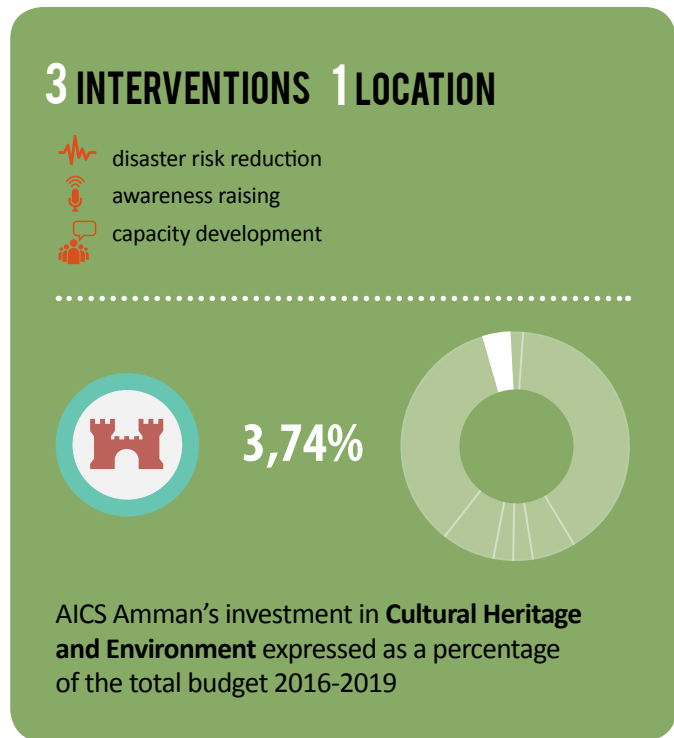 3 INTERVENTIONS 1 LOCATION
disaster risk reduction
awareness raising
capacity development
3,74%
AICS Amman's investment in Cultural Heritage
and Environment expressed as a percentage
of the total budget 2016-2019